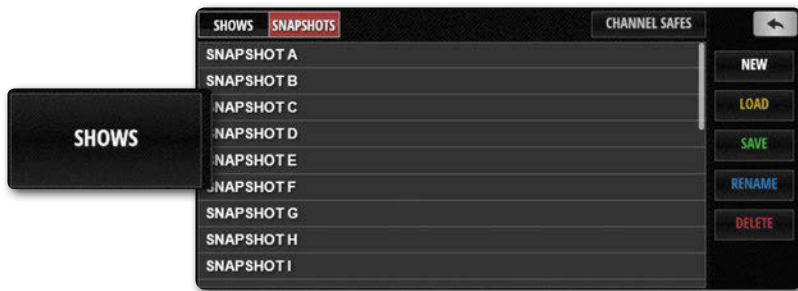 SHOWS SNAPSHOTS CHANNEL SAFES
SNAPSHOT A
SNAPSHOT B
SNAPSHOT C
SNAPSHOT D
SNAPSHOT E
SNAPSHOT F
SNAPSHOT G
SNAPSHOT H
SNAPSHOT I
SHOWS
NEW
LOAD
SAVE
RENAME
DELETE